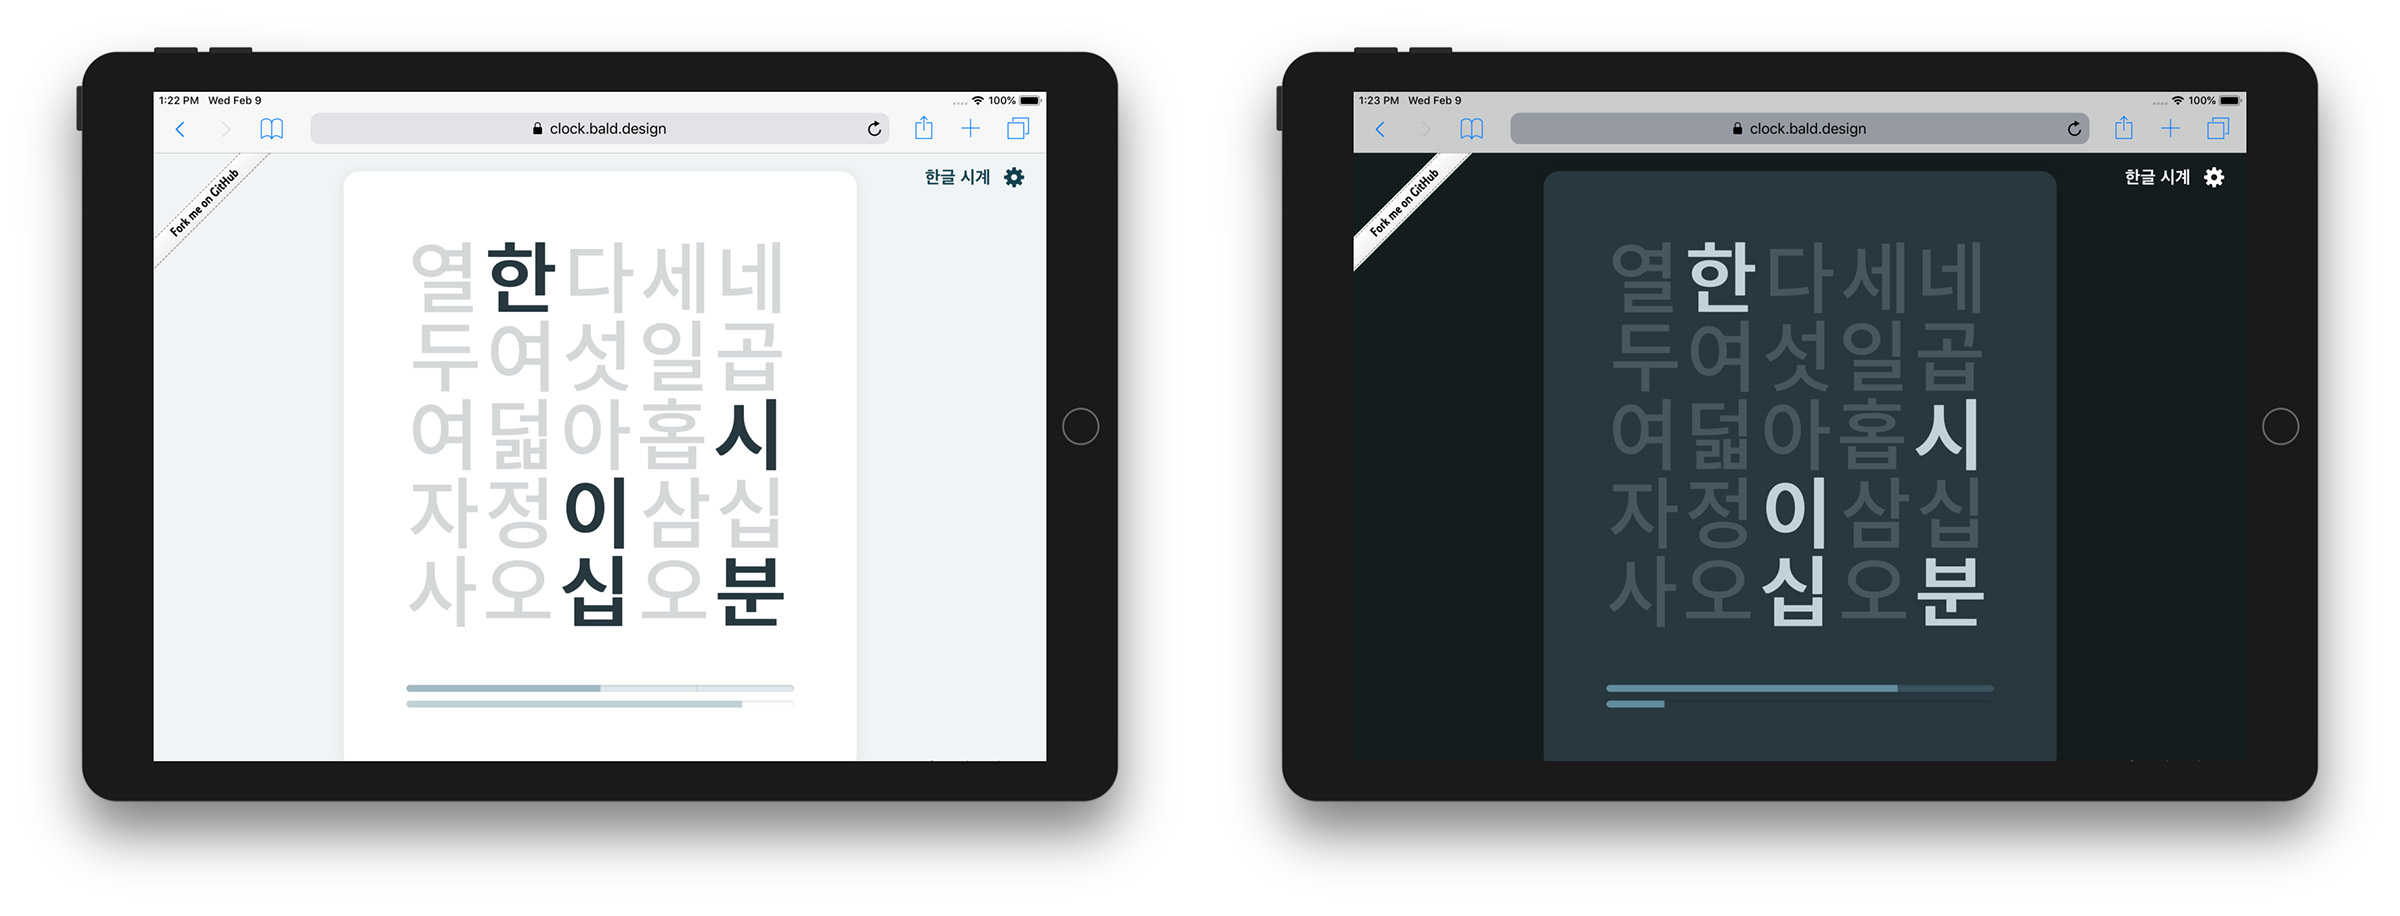 1:22 PM Wed Feb 9
100%
clock.bald.design
Fork me on GitHub
한글 시계
열한다세네
두여섯일곱
여덟아홉시
자정이삼십
사오십오분
1:23 PM Wed Feb 9
100%
clock.bald.design
Fork me on GitHub
한글 시계
열한다세네
두여섯일곱
여덟아홉시
자정이삼십
사오십오분